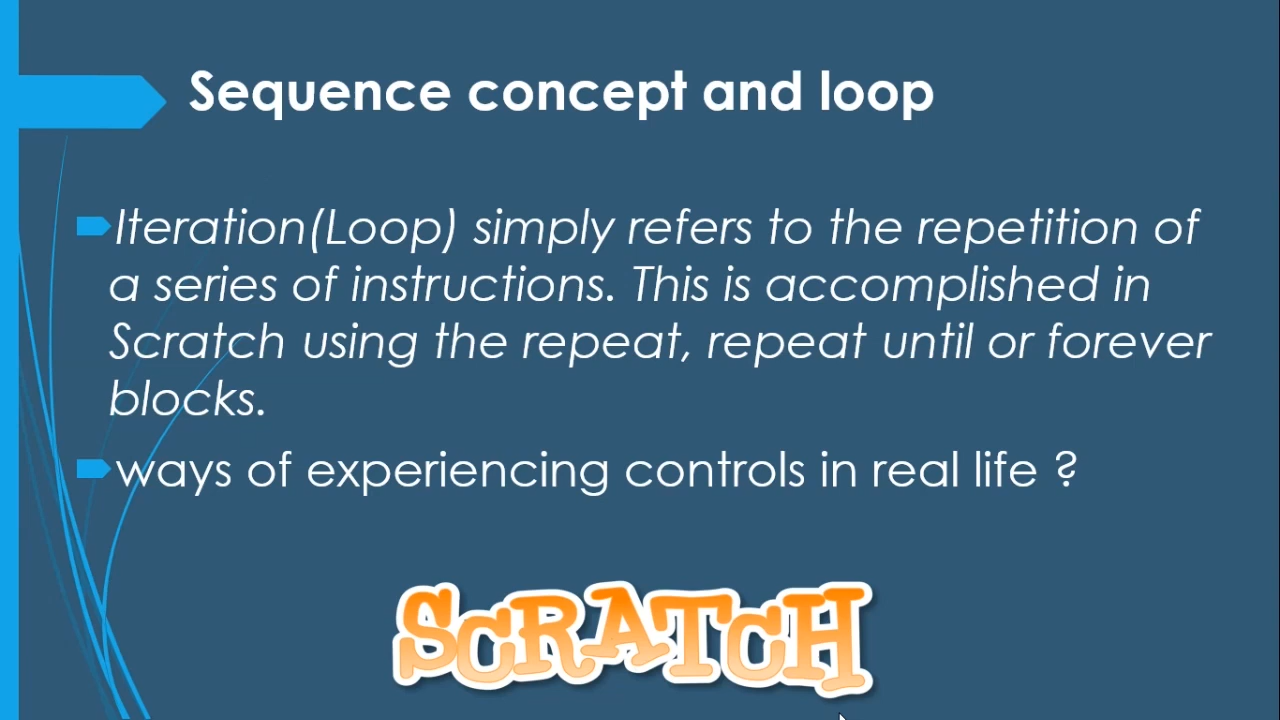 Sequence concept and loop
Iteration(Loop) simply refers to the repetition of
a series of instructions. This is accomplished in
Scratch using the repeat, repeat until or forever
blocks.
ways of experiencing controls in real life ?
SCRATCH